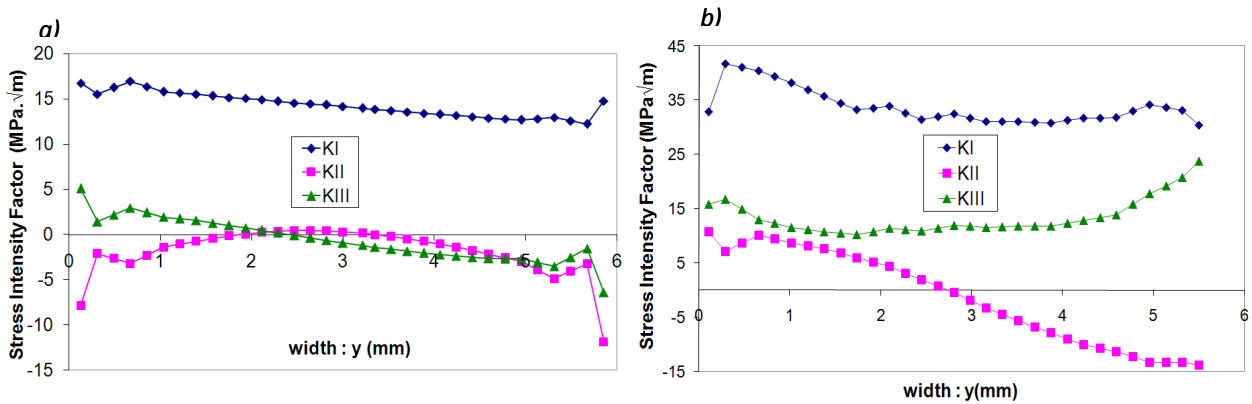 a)
Stress Intensity Factor (MPa√m)
20
15
10
5
0
-5
-10
-15
KI
KII
KIII
0 1 2 3 4 5 6
width : y (mm)
b)
Stress Intensity Factor (MPa√m)
45
35
25
15
5
-5
-15
KI
KII
KIII
0 1 2 3 4 5 6
width : y(mm)